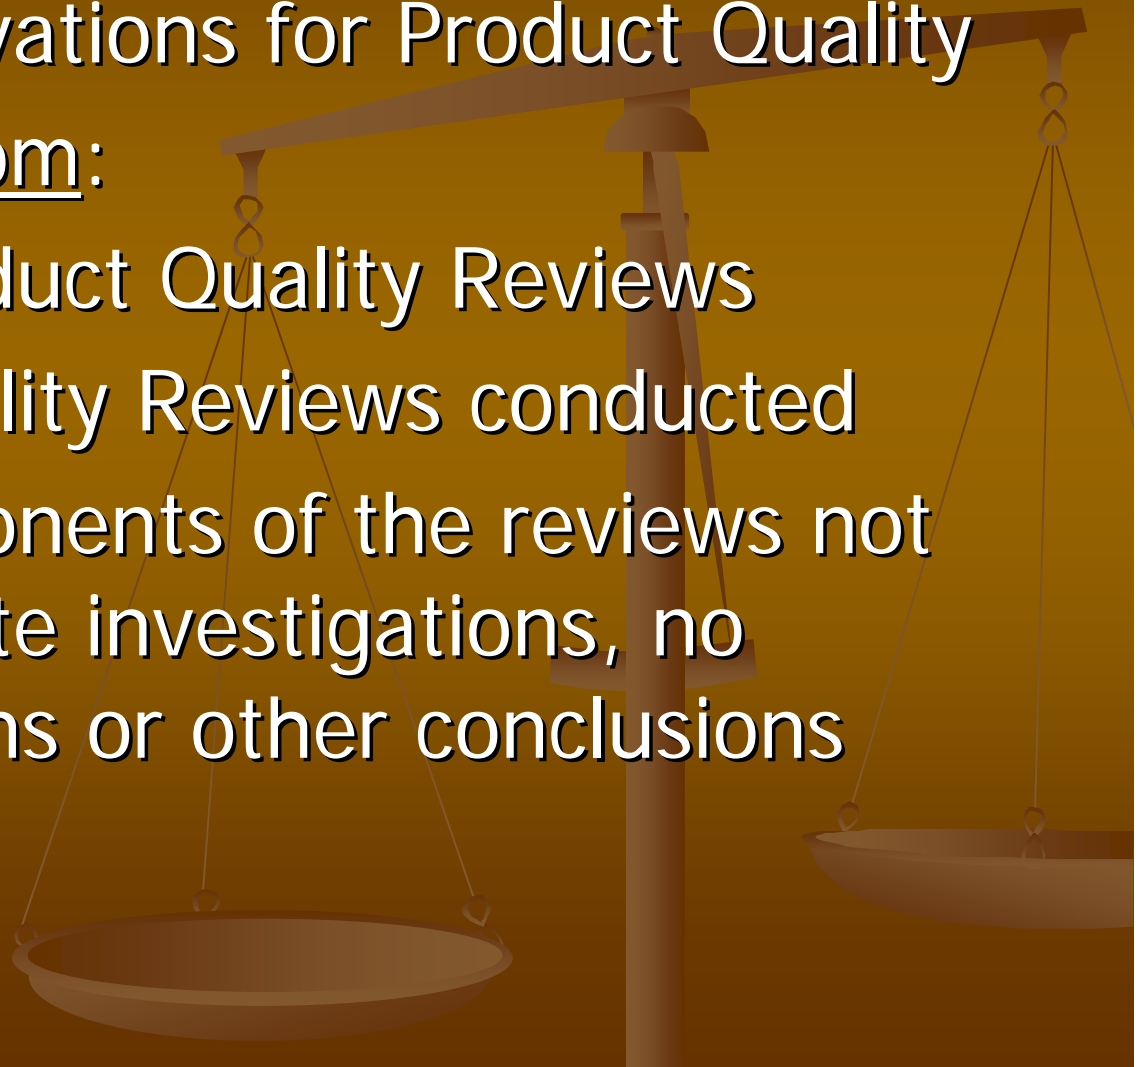 vations for Product Quality
om:
duct Quality Reviews
lity Reviews conducted
onents of the reviews not
te investigations, no
ns or other conclusions